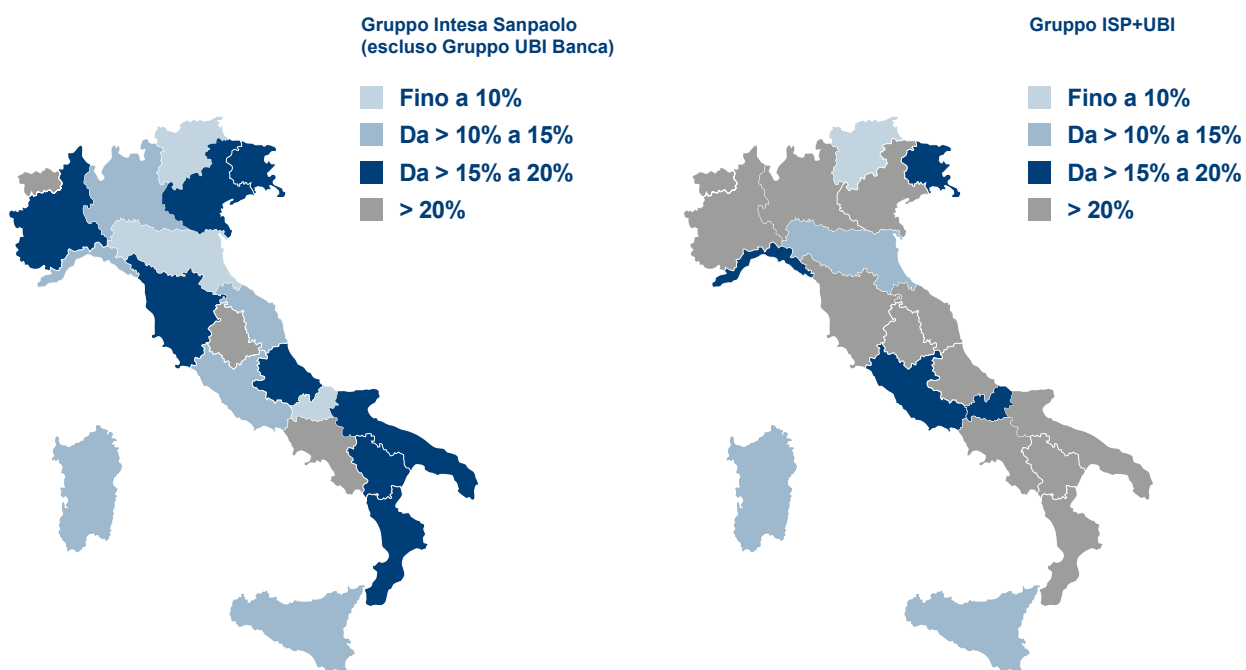 Gruppo Intesa Sanpaolo
(escluso Gruppo UBI Banca)
Fino a 10%
Da > 10% a 15%
Da > 15% a 20%
> 20%
Gruppo ISP+UBI
Fino a 10%
Da > 10% a 15%
Da > 15% a 20%
> 20%